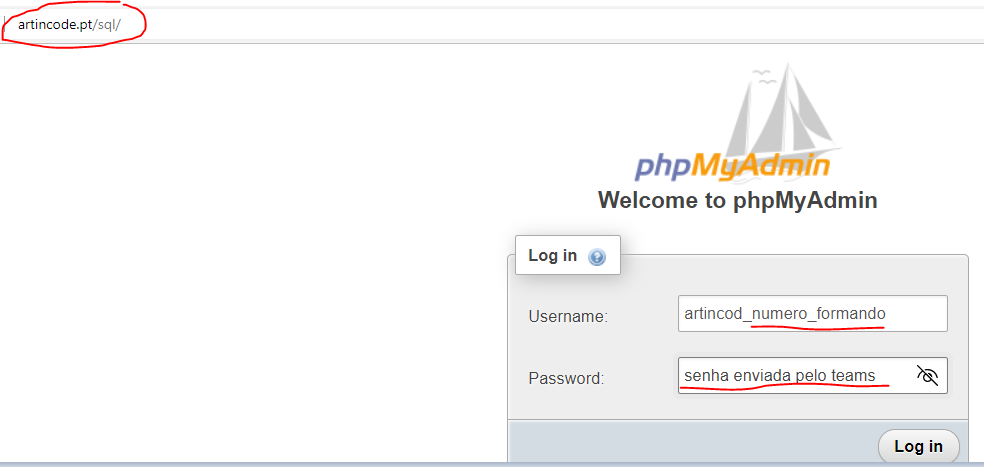 artincode.pt/sql/
phpMyAdmin
Welcome to phpMyAdmin
Log in
Username: artincod_numero_formando
Password: senha enviada pelo teams
Log in